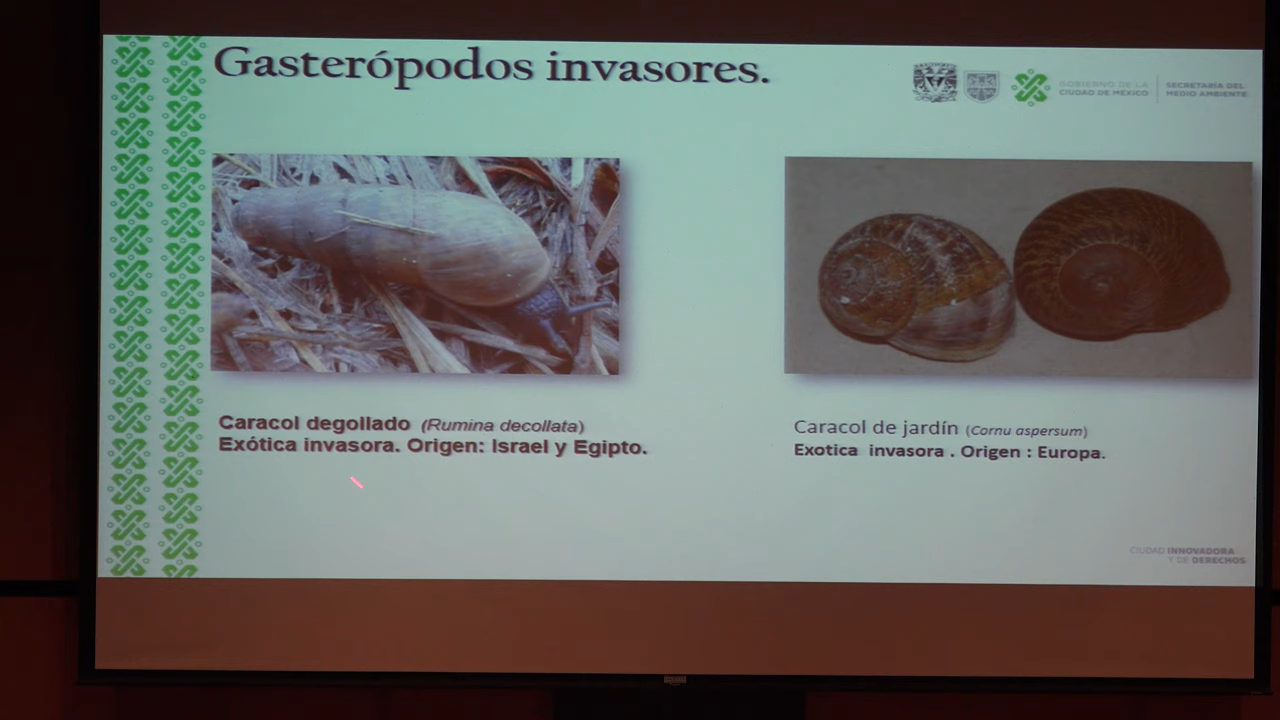 Gasterópodos invasores.
GOBIERNO DE LA
CIUDAD DE MÉXICO
SECRETARÍA DEL
MEDIO AMBIENTE
Caracol degollado (Rumina decollata)
Exótica invasora. Origen: Israel y Egipto.
Caracol de jardín (Cornu aspersum)
Exotica invasora . Origen : Europa.
CIUDAD INNOVADORA
Y DE DERECHOS